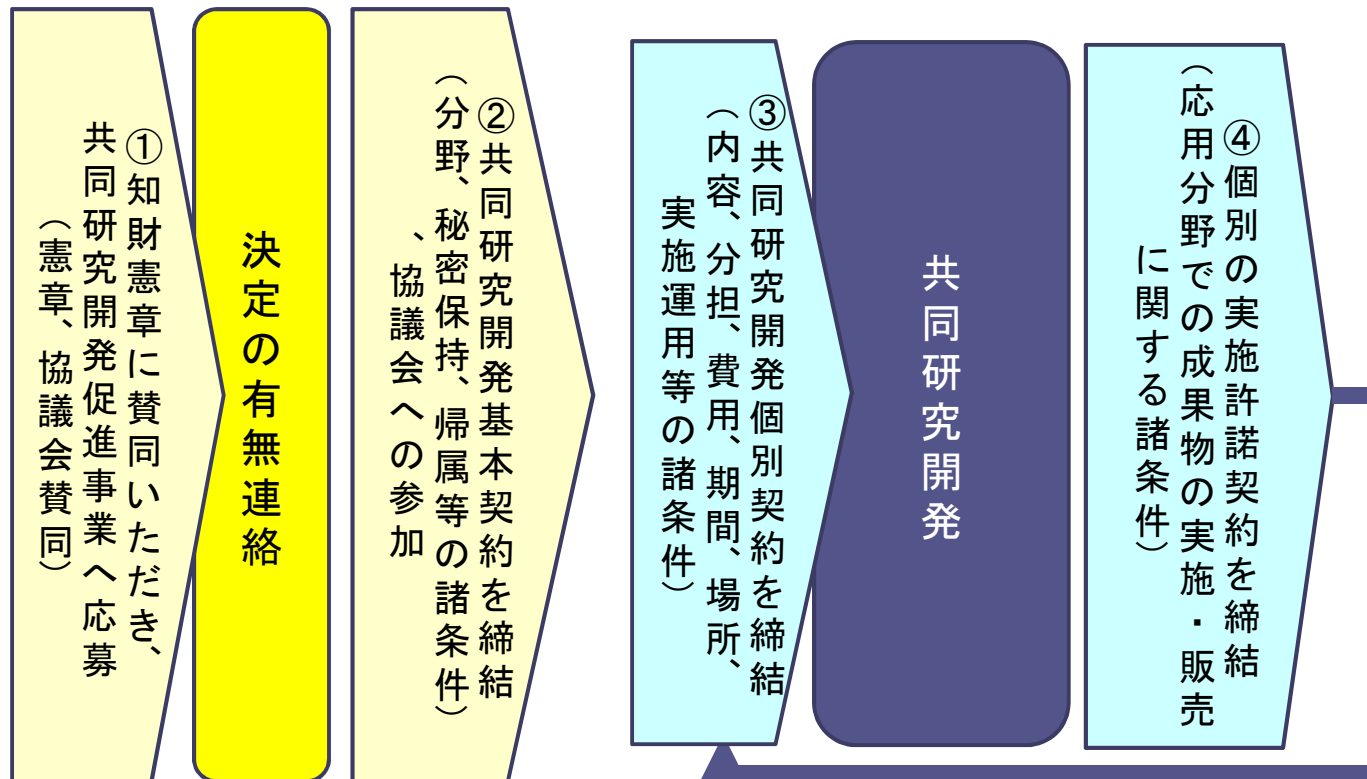 ①知財憲章に賛同いただき、
共同研究開発促進事業へ応募
（憲章、協議会賛同）
決定の有無連絡
②共同研究開発基本契約を締結
（分野、秘密保持、帰属等の諸条件）
、協議会への参加
③共同研究開発個別契約を締結
（内容、分担、費用、期間、場所、
実施運用等の諸条件）
共同研究開発
④個別の実施許諾契約を締結
（応用分野での成果物の実施・販売
に関する諸条件）